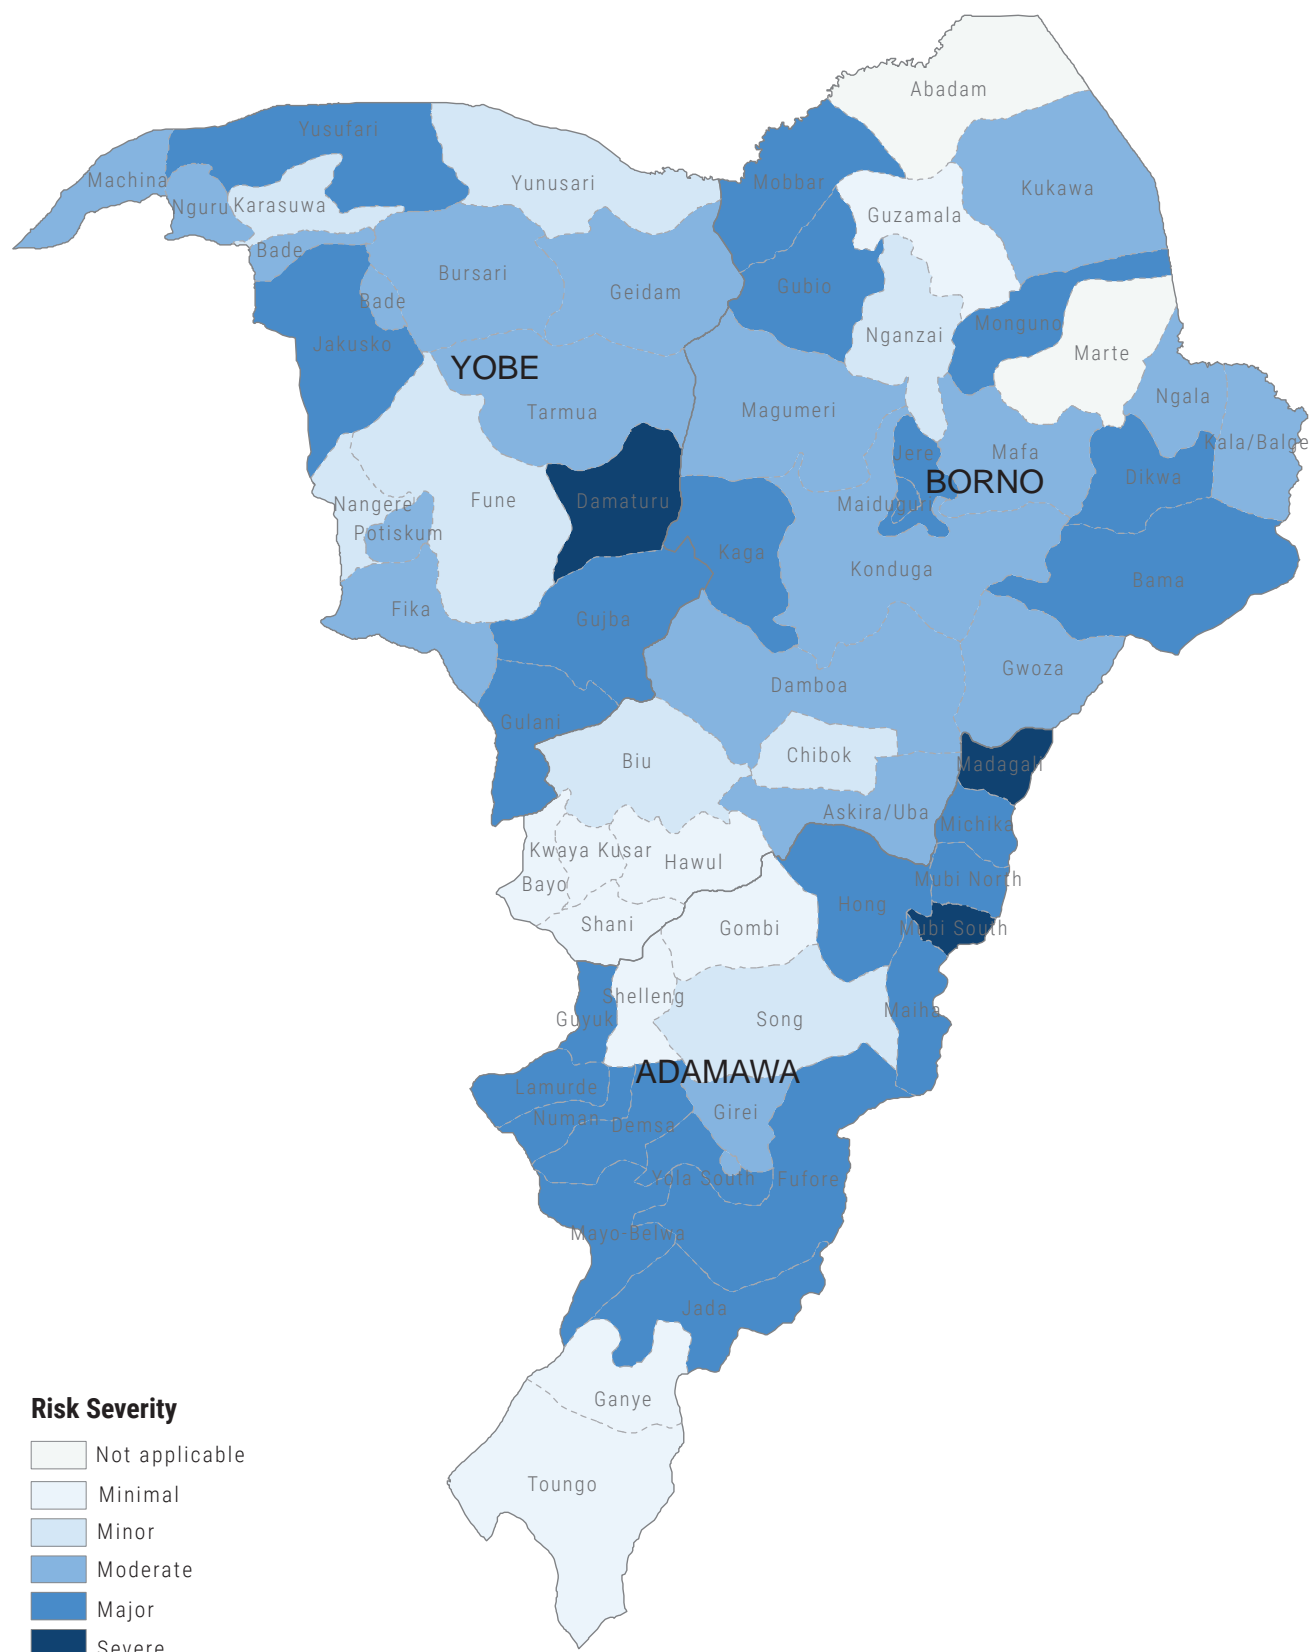 Abadam
Yusufari
Machina
Yunusari
Mobbar
Kukawa
Nguru
Karasuwa
Guzamala
Bade
Bursari
Geidam
Gubio
Bade
Monguno
Nganzai
Jakusko
Marte
YOBE
Ngala
Tarmua
Magumeri
Kala/Balge
Jere
Mafa
BORNO
Dikwa
Nangere
Fune
Damaturu
Maiduguri
Potiskum
Kaga
Konduga
Bama
Fika
Gujba
Gwoza
Damboa
Gulani
Biu
Chibok
Madagali
Askira/Uba
Michika
Kwaya Kusar
Hawul
Bayo
Mubi North
Hong
Shani
Gombi
Mubi South
Shelleng
Guyuk
Song
Maiha
ADAMAWA
Lamurde
Numan
Demsa
Girei
Yola South
Fufore
Mayo-Belwa
Jada
Ganye
Toungo
Risk Severity
Not applicable
Minimal
Minor
Moderate
Major
Severe